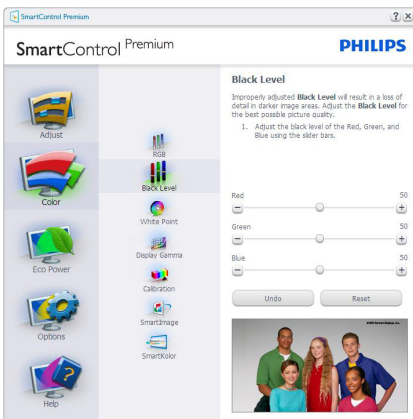 SmartControl Premium
? X
SmartControl Premium
PHILIPS
Adjust
Color
Eco Power
Options
Help
RGB
Black Level
White Point
Display Gamma
Calibration
SmartImage
SmartKolor
Black Level
Improperly adjusted Black Level will result in a loss of
detail in darker image areas. Adjust the Black Level for
the best possible picture quality.
1. Adjust the black level of the Red, Green, and
Blue using the slider bars.
Red 50
− +
Green 50
− +
Blue 50
− +
Undo Reset